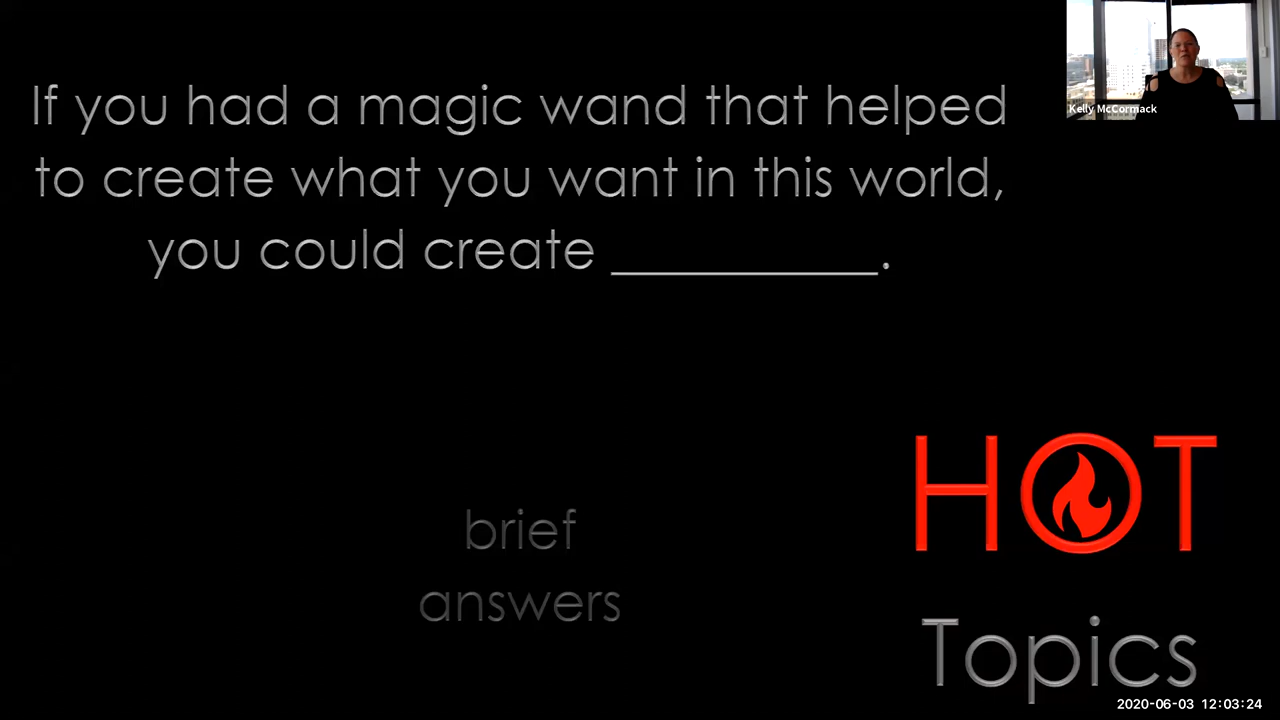 If you had a magic wand that helped
to create what you want in this world,
you could create __________.
Kelly McCormack
brief
answers
HOT
Topics
2020-06-03 12:03:24